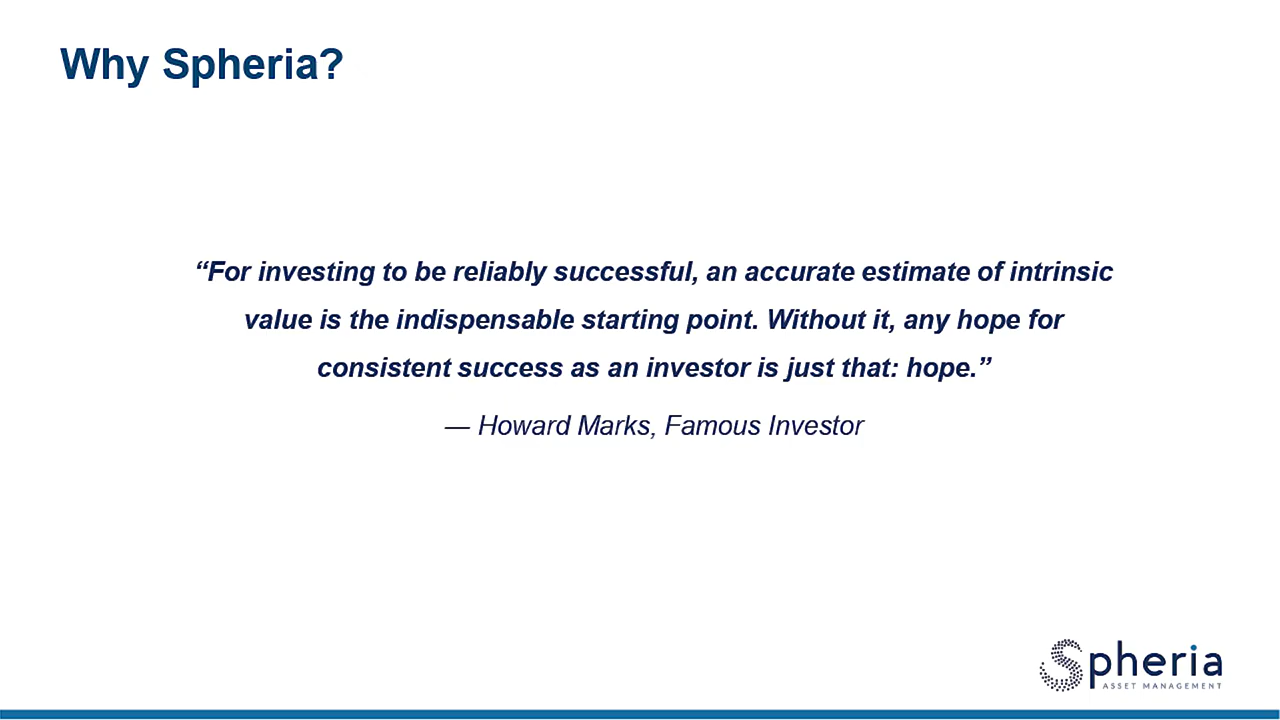 Why Spheria?
“For investing to be reliably successful, an accurate estimate of intrinsic
value is the indispensable starting point. Without it, any hope for
consistent success as an investor is just that: hope.”
— Howard Marks, Famous Investor
Spheria
ASSET MANAGEMENT